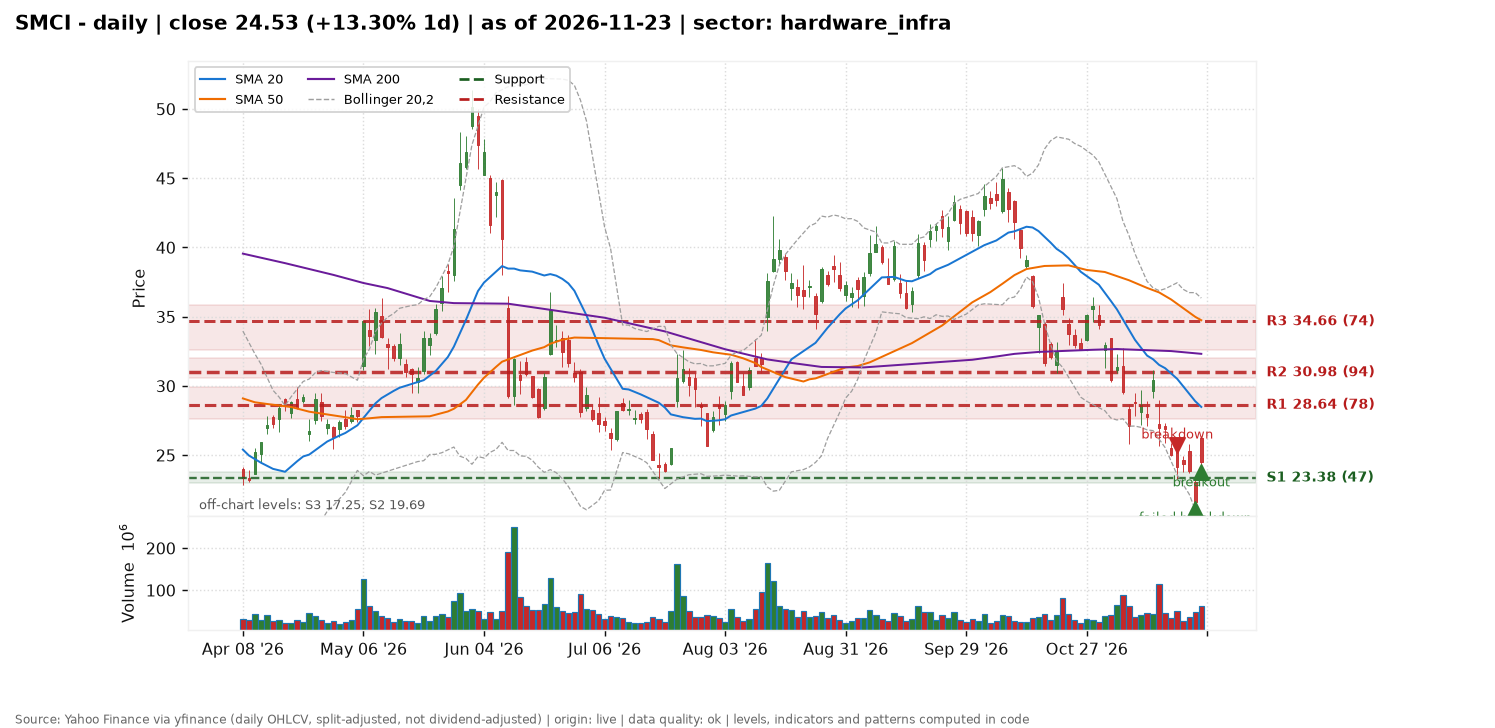 SMCI - daily | close 24.53 (+13.30% 1d) | as of 2026-11-23 | sector: hardware_infra
SMA 20
SMA 50
SMA 200
Bollinger 20,2
Support
Resistance
Price
50
45
40
35
30
25
R3 34.66 (74)
R2 30.98 (94)
R1 28.64 (78)
S1 23.38 (47)
breakdown
breakout
off-chart levels: S3 17.25, S2 19.69
Volume 10⁶
200
100
Apr 08 '26
May 06 '26
Jun 04 '26
Jul 06 '26
Aug 03 '26
Aug 31 '26
Sep 29 '26
Oct 27 '26
Source: Yahoo Finance via yfinance (daily OHLCV, split-adjusted, not dividend-adjusted) | origin: live | data quality: ok | levels, indicators and patterns computed in code